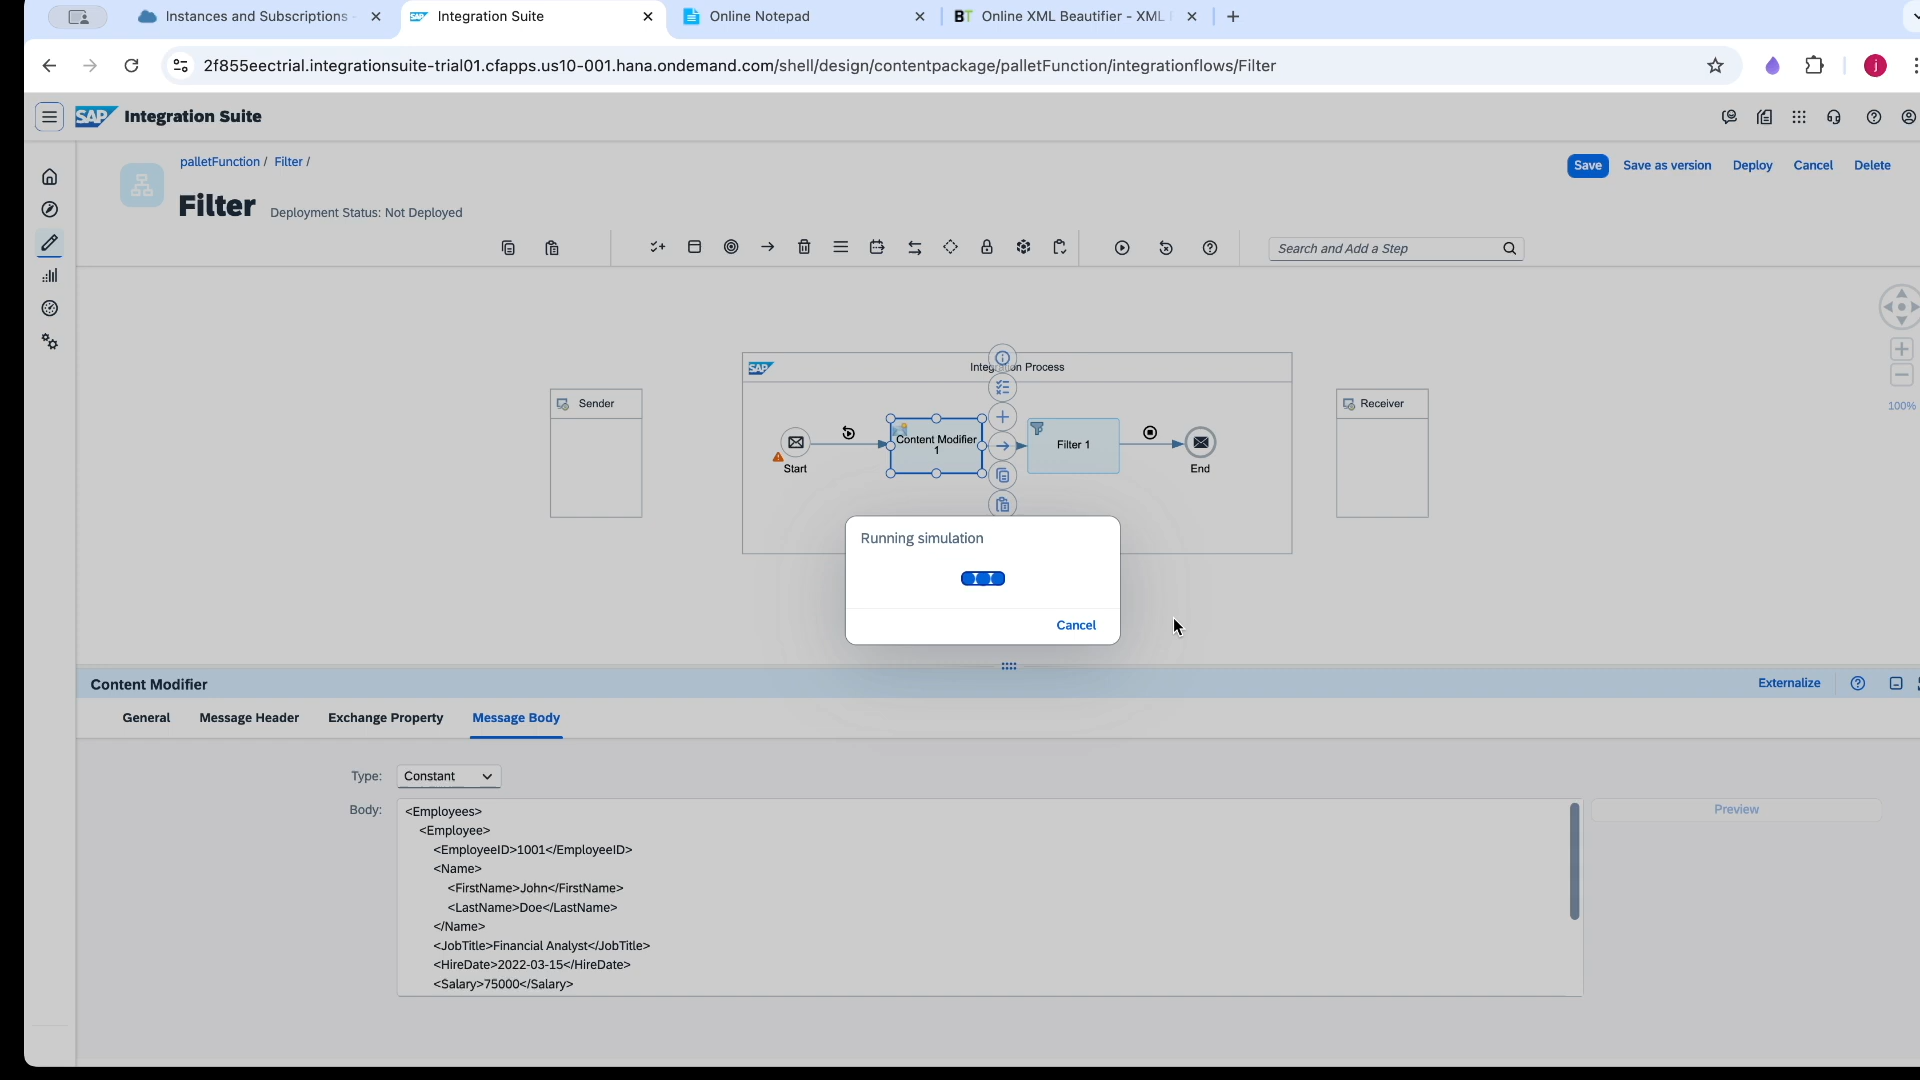 Instances and Subscriptions
Integration Suite
Online Notepad
BT Online XML Beautifier - XML
2f855eectrial.integrationsuite-trial01.cfapps.us10-001.hana.ondemand.com/shell/design/contentpackage/palletFunction/integrationflows/Filter
j
SAP Integration Suite
palletFunction / Filter /
Save
Save as version
Deploy
Cancel
Delete
Filter
Deployment Status: Not Deployed
Search and Add a Step
SAP
Integration Process
Sender
Receiver
Content Modifier
1
Filter 1
Start
End
100%
Running simulation
Cancel
Content Modifier
Externalize
General
Message Header
Exchange Property
Message Body
Type:
Constant
Body:
Preview
<Employees>
<Employee>
<EmployeeID>1001</EmployeeID>
<Name>
<FirstName>John</FirstName>
<LastName>Doe</LastName>
</Name>
<JobTitle>Financial Analyst</JobTitle>
<HireDate>2022-03-15</HireDate>
<Salary>75000</Salary>